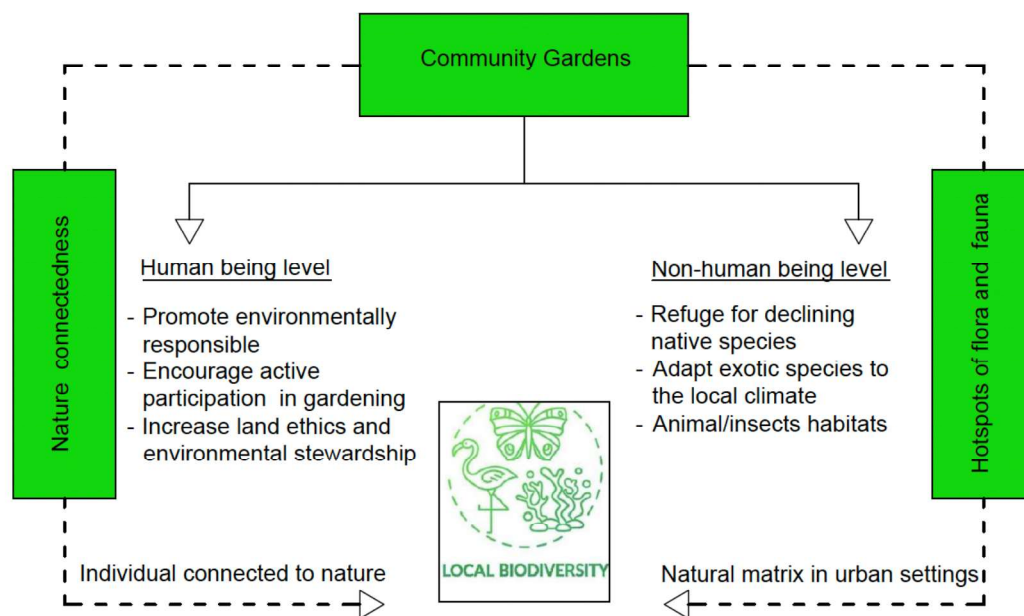 Community Gardens
Nature connectedness
Human being level
- Promote environmentally
responsible
- Encourage active
participation in gardening
- Increase land ethics and
environmental stewardship
Non-human being level
- Refuge for declining
native species
- Adapt exotic species to
the local climate
- Animal/insects habitats
Hotspots of flora and fauna
LOCAL BIODIVERSITY
Individual connected to nature
Natural matrix in urban settings